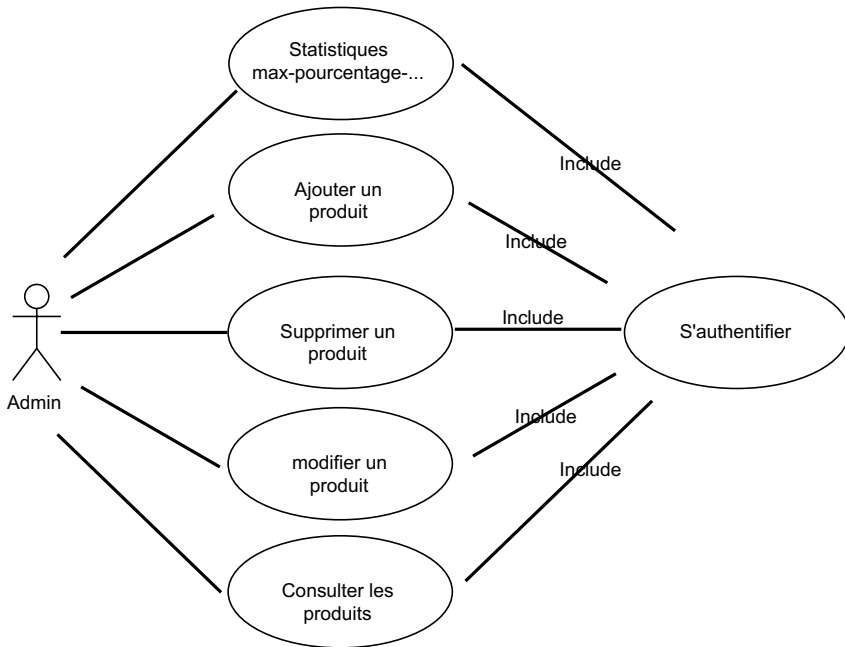 Statistiques
max-pourcentage-...
Include
Ajouter un
produit
Include
Supprimer un
produit
Include
S'authentifier
Admin
modifier un
produit
Include
Include
Consulter les
produits